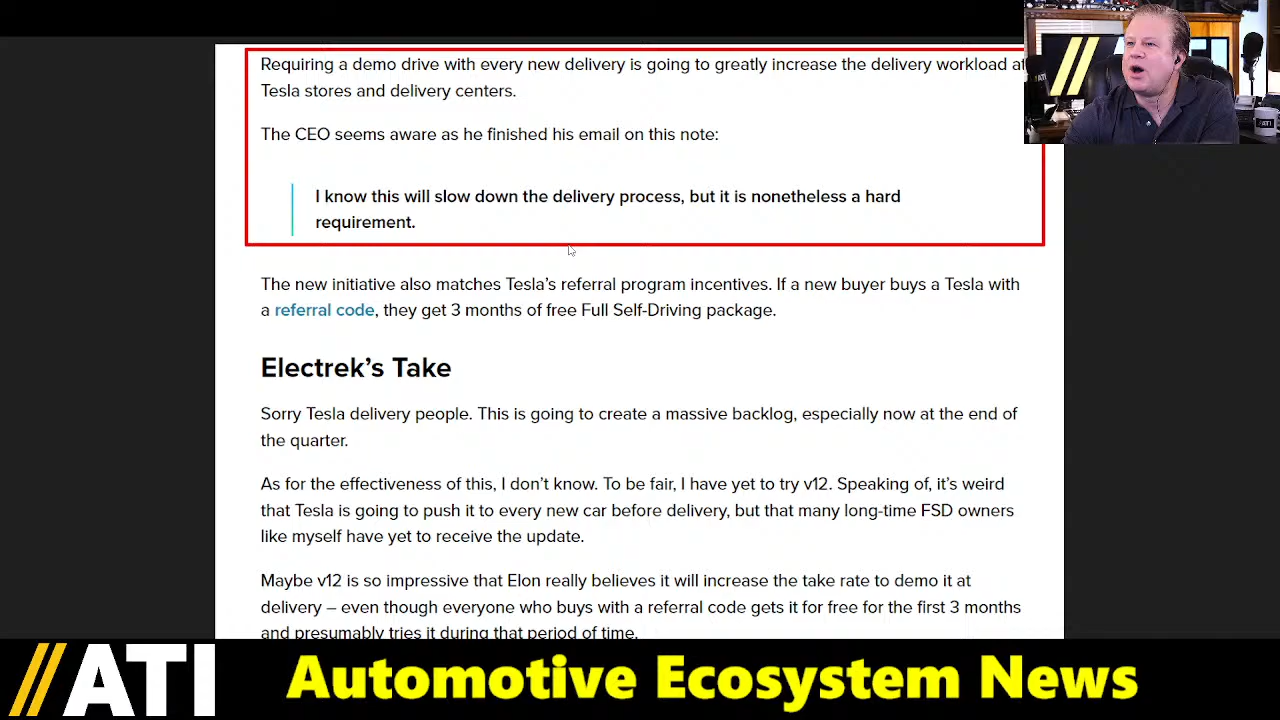 Requiring a demo drive with every new delivery is going to greatly increase the delivery workload at
Tesla stores and delivery centers.
The CEO seems aware as he finished his email on this note:
I know this will slow down the delivery process, but it is nonetheless a hard
requirement.
The new initiative also matches Tesla’s referral program incentives. If a new buyer buys a Tesla with
a referral code, they get 3 months of free Full Self-Driving package.
Electrek’s Take
Sorry Tesla delivery people. This is going to create a massive backlog, especially now at the end of
the quarter.
As for the effectiveness of this, I don’t know. To be fair, I have yet to try v12. Speaking of, it’s weird
that Tesla is going to push it to every new car before delivery, but that many long-time FSD owners
like myself have yet to receive the update.
Maybe v12 is so impressive that Elon really believes it will increase the take rate to demo it at
delivery – even though everyone who buys with a referral code gets it for free for the first 3 months
and presumably tries it during that period of time.
//ATI
ATI
//ATI Automotive Ecosystem News